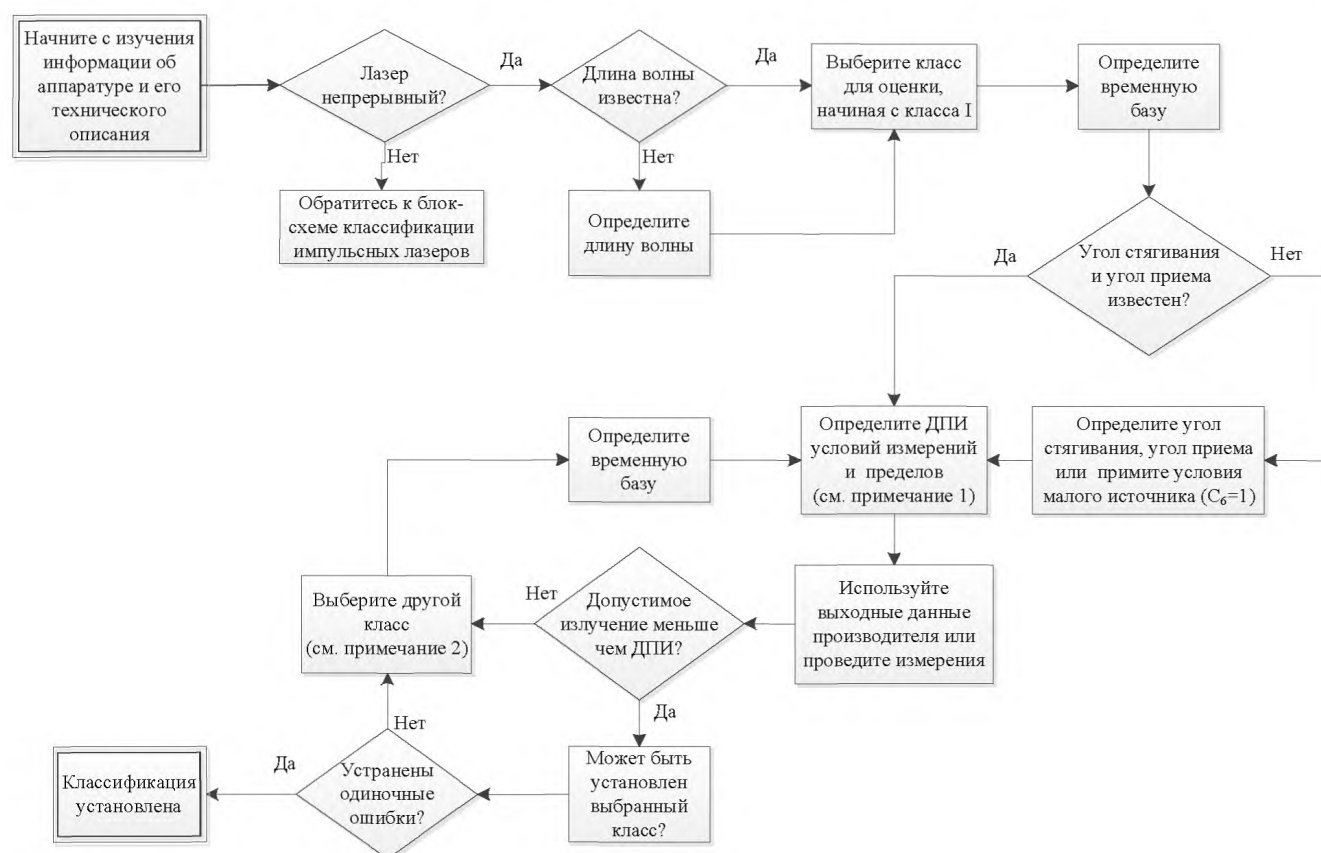 Начните с изучения
информации об
аппаратуре и его
технического
описания
Лазер
непрерывный?
Да
Нет
Обратитесь к блок-
схеме классификации
импульсных лазеров
Длина волны
известна?
Да
Нет
Определите
длину волны
Выберите класс
для оценки,
начиная с класса I
Определите
временную
базу
Угол стягивания
и угол приема
известен?
Да
Нет
Определите угол
стягивания, угол приема
или примите условия
малого источника (C₆=1)
Определите ДПИ
условий измерений
и пределов
(см. примечание 1)
Определите
временную
базу
Используйте
выходные данные
производителя или
проведите измерения
Допустимое
излучение меньше
чем ДПИ?
Нет
Да
Выберите другой
класс
(см. примечание 2)
Может быть
установлен
выбранный
класс?
Устранены
одиночные
ошибки?
Нет
Да
Классификация
установлена